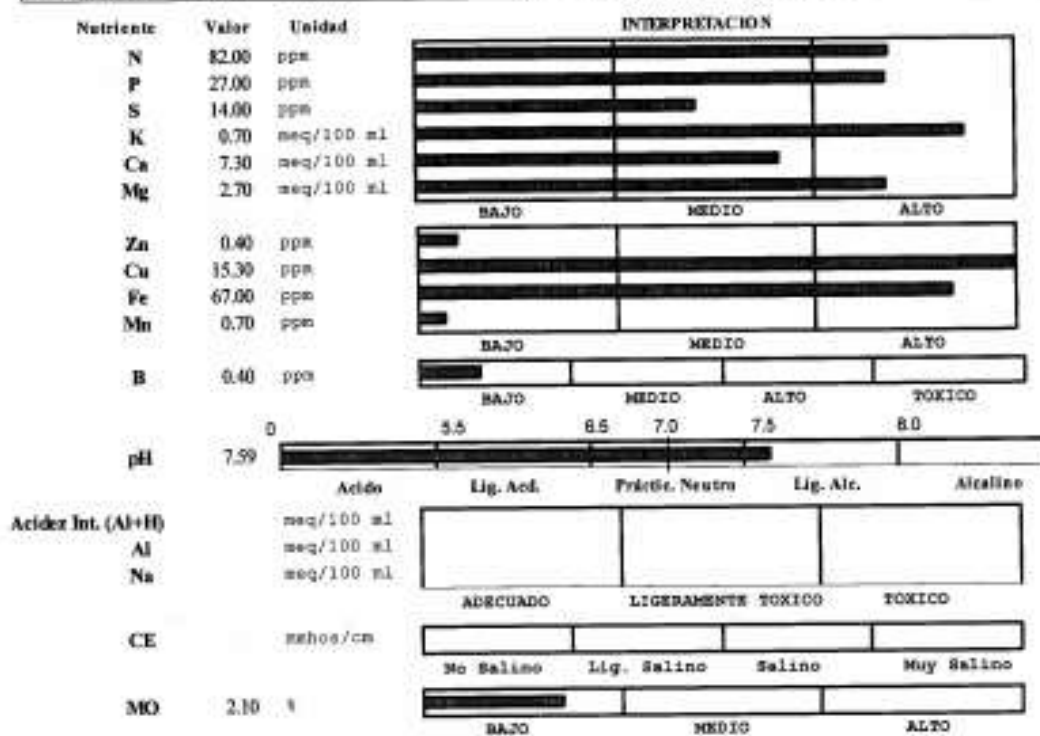 Nutriente Valor Unidad INTERPRETACION
N 82.00 ppm
P 27.00 ppm
S 14.00 ppm
K 0.70 meq/100 ml
Ca 7.30 meq/100 ml
Mg 2.70 meq/100 ml
BAJO MEDIO ALTO
Zn 0.40 ppm
Cu 15.30 ppm
Fe 67.00 ppm
Mn 0.70 ppm
BAJO MEDIO ALTO
B 0.40 ppm
BAJO MEDIO ALTO TOXICO
0 5.5 6.5 7.0 7.5 8.0
pH 7.59
Acido Lig. Acd. Práctic. Neutro Lig. Alc. Alcalino
Acidez Int. (Al+H) meq/100 ml
Al meq/100 ml
Na meq/100 ml
ADECUADO LIGERAMENTE TOXICO TOXICO
CE mmhos/cm
No Salino Lig. Salino Salino Muy Salino
MO 2.10 %
BAJO MEDIO ALTO